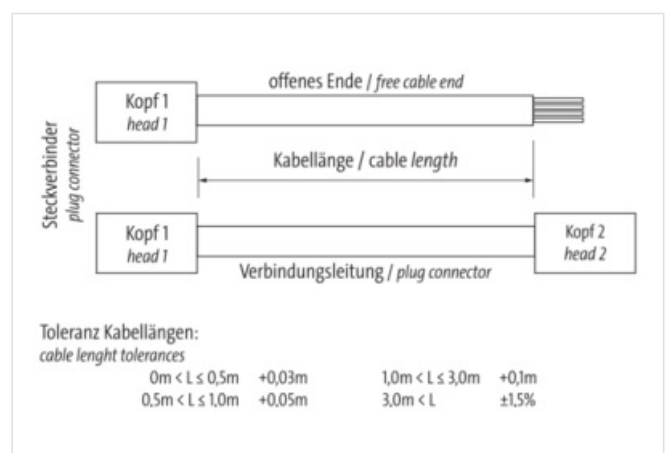 offenes Ende / free cable end
Kopf 1
head 1
Steckverbinder
plug connector
Kabellänge / cable length
Kopf 1
head 1
Kopf 2
head 2
Verbindungsleitung / plug connector
Toleranz Kabellängen:
cable lenght tolerances
0m < L ≤ 0,5m +0,03m 1,0m < L ≤ 3,0m +0,1m
0,5m < L ≤ 1,0m +0,05m 3,0m < L ±1,5%